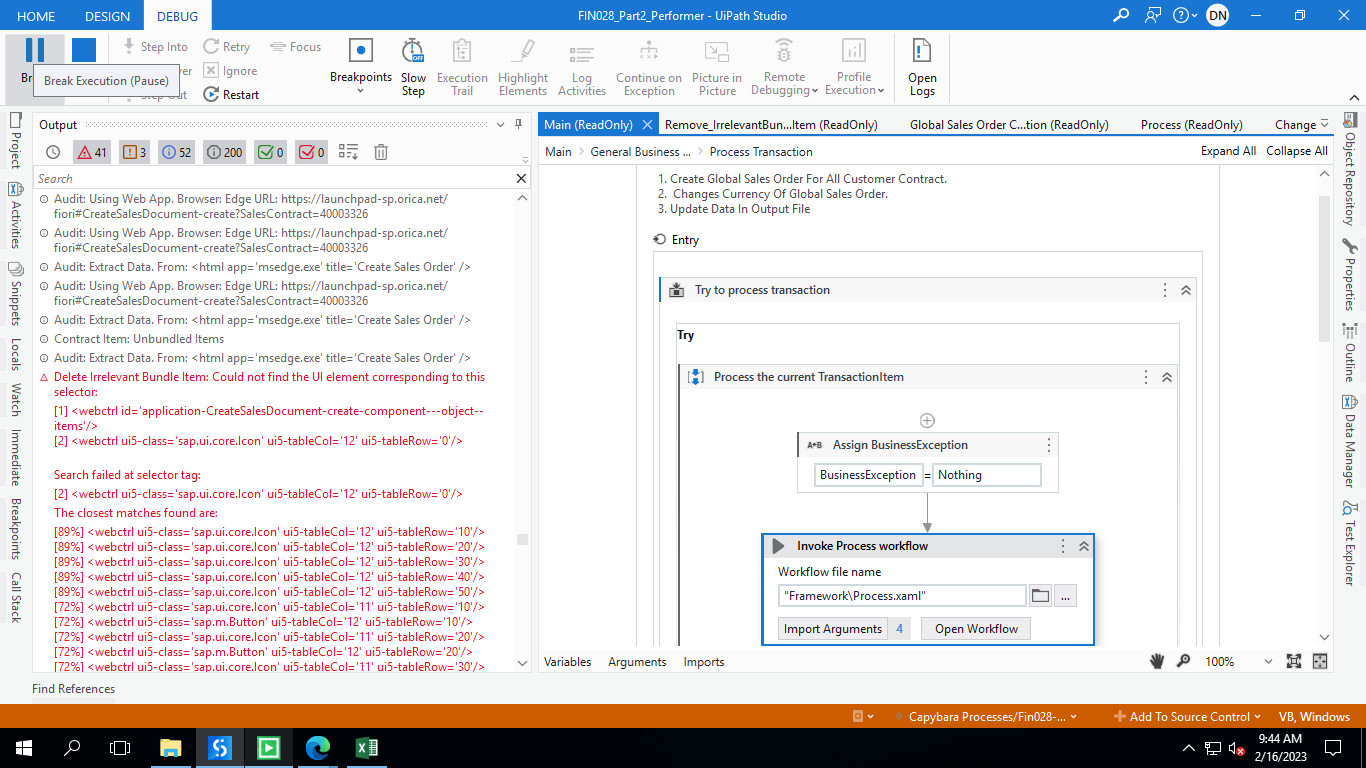 HOME DESIGN DEBUG FIN028_Part2_Performer - UiPath Studio DN
Step Into Retry Focus
Break Execution (Pause)
Ignore
Restart
Breakpoints
Slow Step
Execution Trail
Highlight Elements
Log Activities
Continue on Exception
Picture in Picture
Remote Debugging
Profile Execution
Open Logs
Project
Activities
Snippets
Locals
Watch
Immediate
Breakpoints
Call Stack
Output
41 3 52 200 0 0
Search
Audit: Using Web App. Browser: Edge URL: https://launchpad-sp.orica.net/
fiori#CreateSalesDocument-create?SalesContract=40003326
Audit: Using Web App. Browser: Edge URL: https://launchpad-sp.orica.net/
fiori#CreateSalesDocument-create?SalesContract=40003326
Audit: Extract Data. From: <html app='msedge.exe' title='Create Sales Order' />
Audit: Using Web App. Browser: Edge URL: https://launchpad-sp.orica.net/
fiori#CreateSalesDocument-create?SalesContract=40003326
Audit: Extract Data. From: <html app='msedge.exe' title='Create Sales Order' />
Contract Item: Unbundled Items
Audit: Extract Data. From: <html app='msedge.exe' title='Create Sales Order' />
Delete Irrelevant Bundle Item: Could not find the UI element corresponding to this
selector:
[1] <webctrl id='application-CreateSalesDocument-create-component---object--
items'/>
[2] <webctrl ui5-class='sap.ui.core.Icon' ui5-tableCol='12' ui5-tableRow='0'/>
Search failed at selector tag:
[2] <webctrl ui5-class='sap.ui.core.Icon' ui5-tableCol='12' ui5-tableRow='0'/>
The closest matches found are:
[89%] <webctrl ui5-class='sap.ui.core.Icon' ui5-tableCol='12' ui5-tableRow='10'/>
[89%] <webctrl ui5-class='sap.ui.core.Icon' ui5-tableCol='12' ui5-tableRow='20'/>
[89%] <webctrl ui5-class='sap.ui.core.Icon' ui5-tableCol='12' ui5-tableRow='30'/>
[89%] <webctrl ui5-class='sap.ui.core.Icon' ui5-tableCol='12' ui5-tableRow='40'/>
[89%] <webctrl ui5-class='sap.ui.core.Icon' ui5-tableCol='12' ui5-tableRow='50'/>
[72%] <webctrl ui5-class='sap.ui.core.Icon' ui5-tableCol='11' ui5-tableRow='10'/>
[72%] <webctrl ui5-class='sap.m.Button' ui5-tableCol='12' ui5-tableRow='10'/>
[72%] <webctrl ui5-class='sap.ui.core.Icon' ui5-tableCol='11' ui5-tableRow='20'/>
[72%] <webctrl ui5-class='sap.m.Button' ui5-tableCol='12' ui5-tableRow='20'/>
[72%] <webctrl ui5-class='sap.ui.core.Icon' ui5-tableCol='11' ui5-tableRow='30'/>
Find References
Main (ReadOnly) Remove_IrrelevantBun...Item (ReadOnly) Global Sales Order C...tion (ReadOnly) Process (ReadOnly) Change
Main > General Business ... > Process Transaction Expand All Collapse All
1. Create Global Sales Order For All Customer Contract.
2. Changes Currency Of Global Sales Order.
3. Update Data In Output File
Entry
Try to process transaction
Try
Process the current TransactionItem
A+B Assign BusinessException
BusinessException = Nothing
Invoke Process workflow
Workflow file name
"Framework\Process.xaml" ...
Import Arguments 4 Open Workflow
Variables Arguments Imports 100%
Object Repository
Properties
Outline
Data Manager
Test Explorer
Capybara Processes/Fin028-... Add To Source Control VB, Windows
9:44 AM
2/16/2023